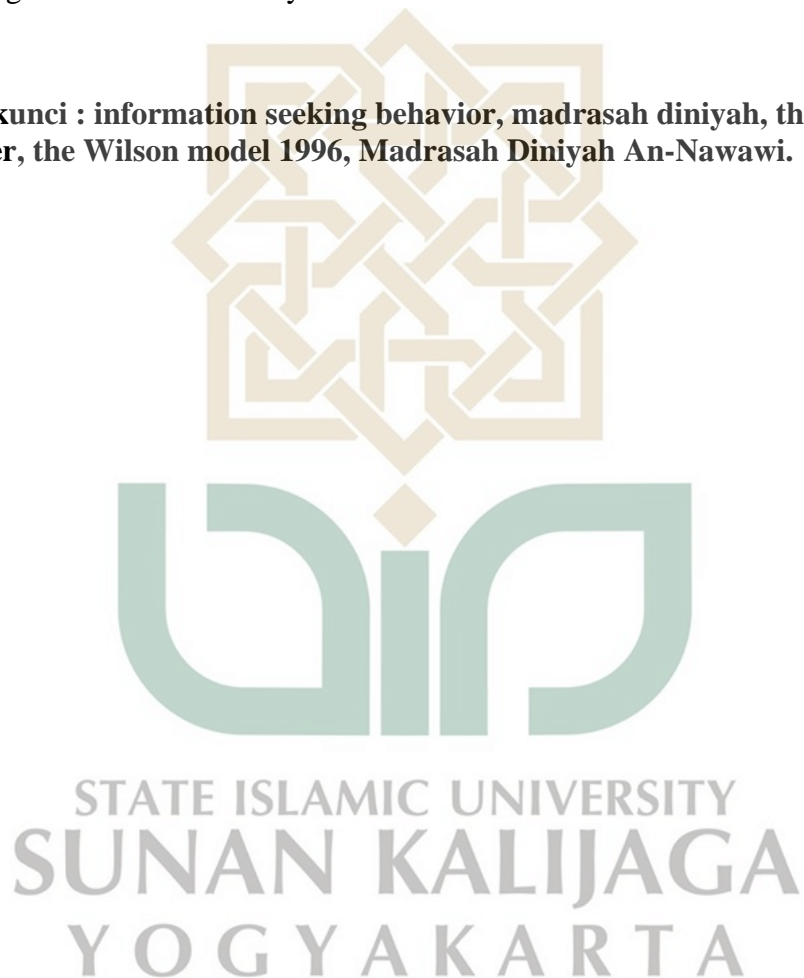 kunci : information seeking behavior, madrasah diniyah, th
er, the Wilson model 1996, Madrasah Diniyah An-Nawawi.
uin
STATE ISLAMIC UNIVERSITY
SUNAN KALIJAGA
YOGYAKARTA